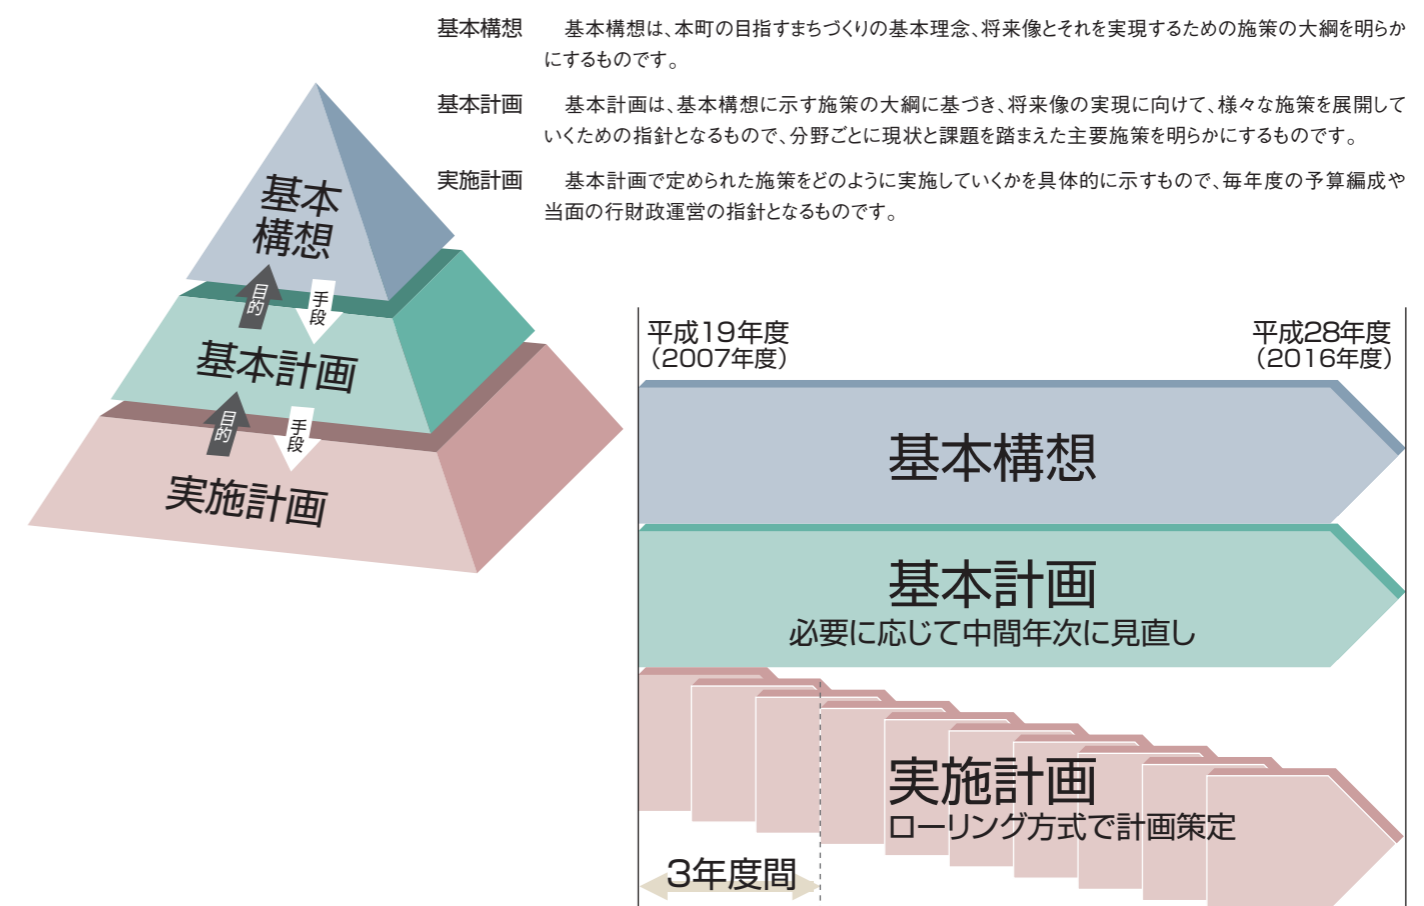 基本構想　基本構想は、本町の目指すまちづくりの基本理念、将来像とそれを実現するための施策の大綱を明らか
にするものです。
基本計画　基本計画は、基本構想に示す施策の大綱に基づき、将来像の実現に向けて、様々な施策を展開して
いくための指針となるもので、分野ごとに現状と課題を踏まえた主要施策を明らかにするものです。
実施計画　基本計画で定められた施策をどのように実施していくかを具体的に示すもので、毎年度の予算編成や
当面の行財政運営の指針となるものです。
基本
構想
目的
手段
基本計画
目的
手段
実施計画
平成19年度
（2007年度）
平成28年度
（2016年度）
基本構想
基本計画
必要に応じて中間年次に見直し
実施計画
ローリング方式で計画策定
3年度間